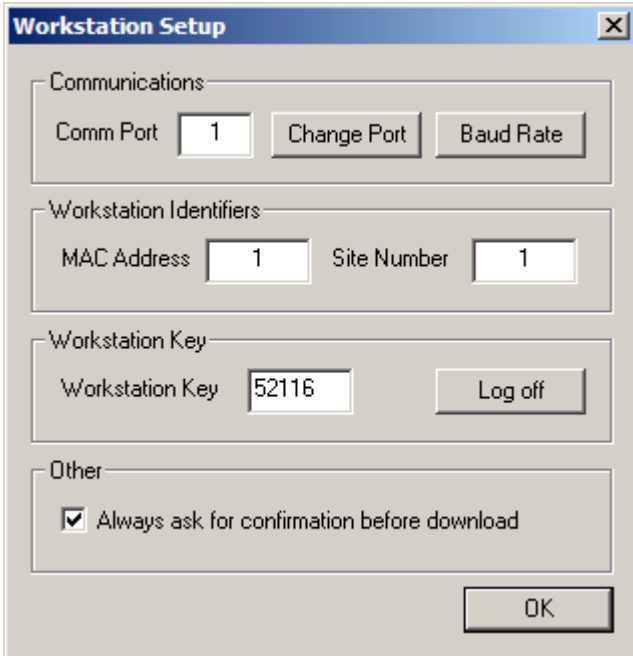 Workstation Setup
Communications
Comm Port 1 Change Port Baud Rate
Workstation Identifiers
MAC Address 1 Site Number 1
Workstation Key
Workstation Key 52116 Log off
Other
Always ask for confirmation before download
OK